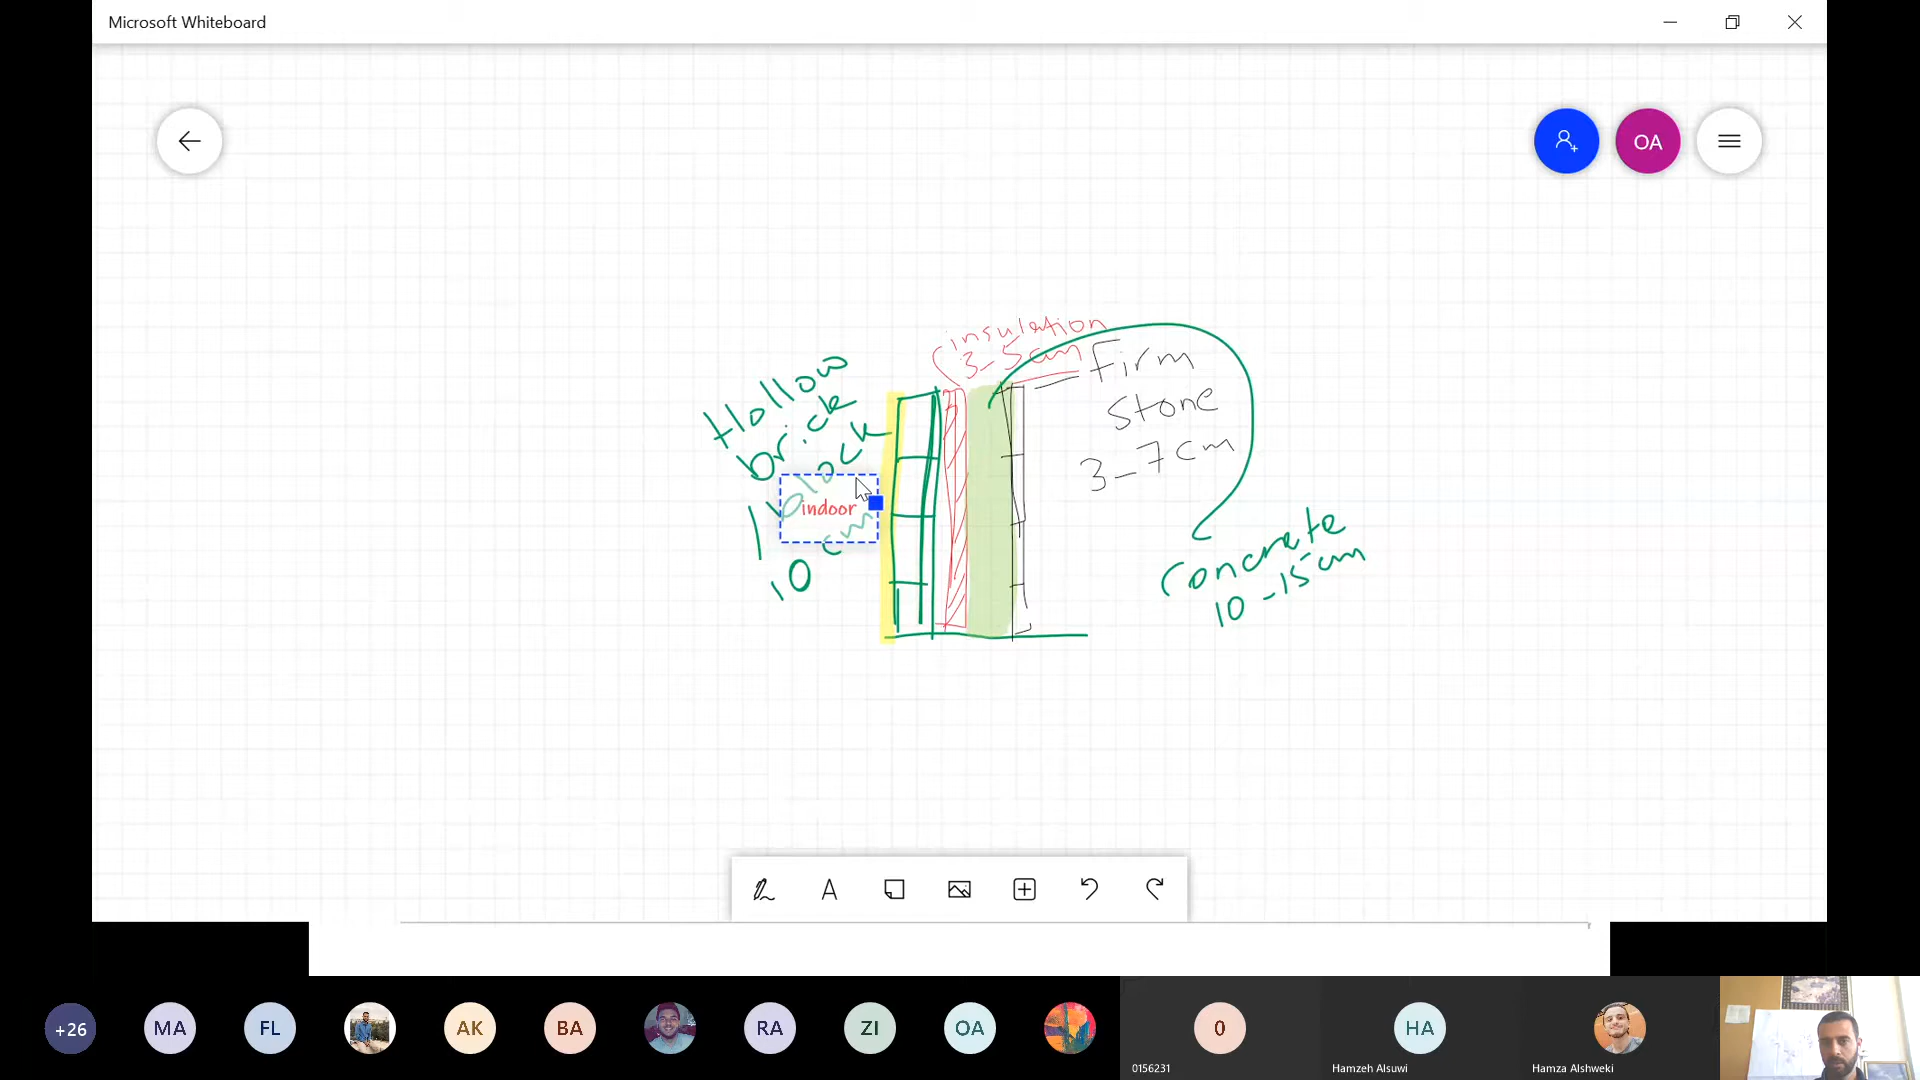 Microsoft Whiteboard
OA
insulation
3-5cm
Firm
stone
3-7cm
Hollow
brick
block
10 cm
indoor
concrete
10-15cm
+26
MA
FL
AK
BA
RA
ZI
OA
0
HA
0156231
Hamzeh Alsuwi
Hamza Alshweki